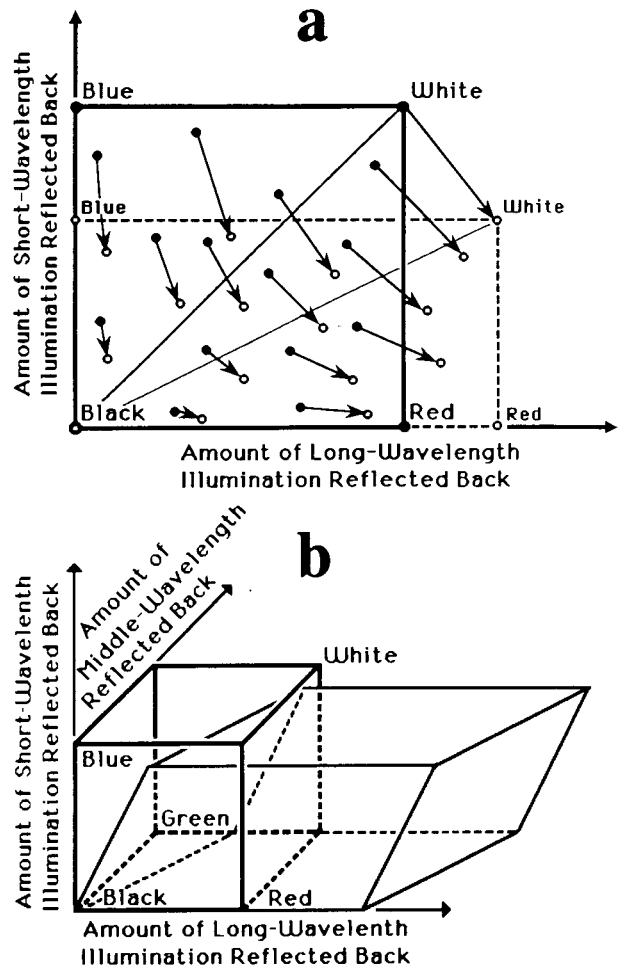 a
Amount of Short-Wavelength
Illumination Reflected Back
Blue
White
Blue
White
Black
Red
Red
Amount of Long-Wavelength
Illumination Reflected Back
b
Amount of
Middle-Wavelength
Reflected Back
Amount of Short-Wavelenth
Illumination Reflected Back
White
Blue
Green
Black
Red
Amount of Long-Wavelenth
Illumination Reflected Back